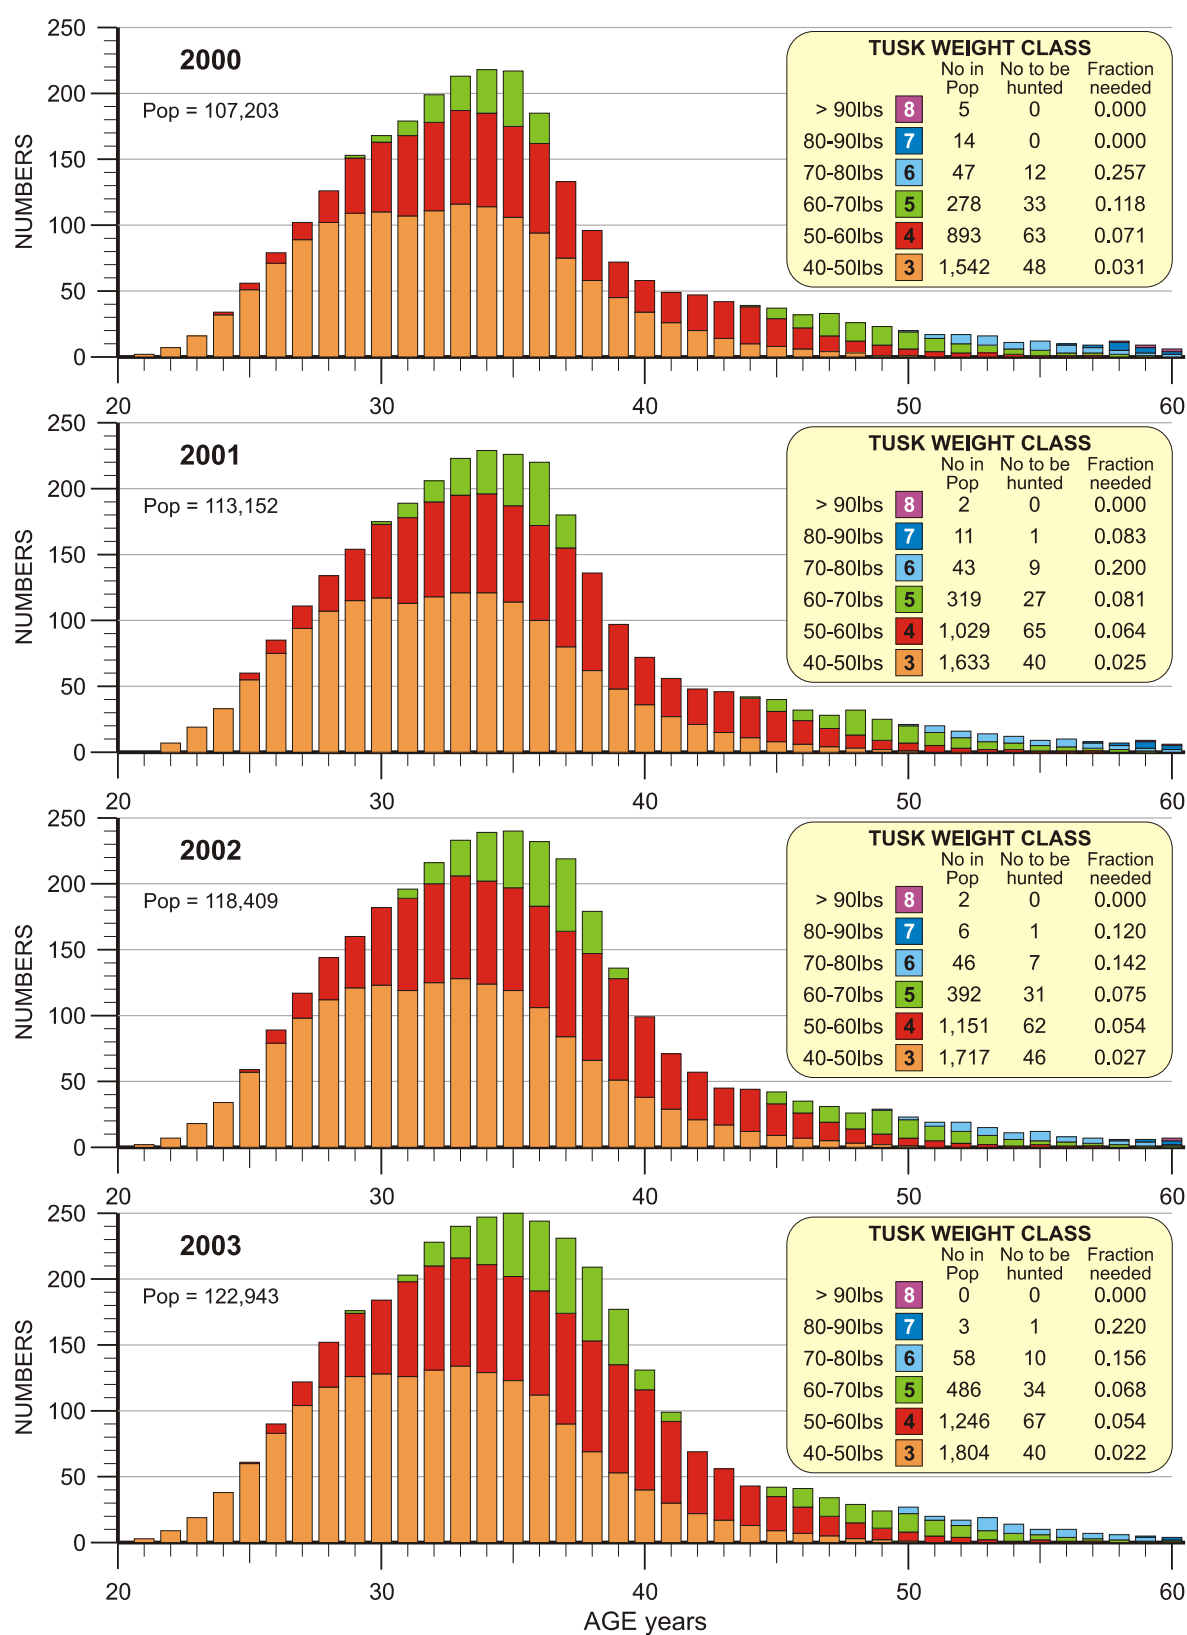 250
200
150
100
50
0
NUMBERS
2000
Pop = 107,203
TUSK WEIGHT CLASS
No in Pop No to be hunted Fraction needed
> 90lbs 8 5 0 0.000
80-90lbs 7 14 0 0.000
70-80lbs 6 47 12 0.257
60-70lbs 5 278 33 0.118
50-60lbs 4 893 63 0.071
40-50lbs 3 1,542 48 0.031
20 30 40 50 60
250
200
150
100
50
0
NUMBERS
2001
Pop = 113,152
TUSK WEIGHT CLASS
No in Pop No to be hunted Fraction needed
> 90lbs 8 2 0 0.000
80-90lbs 7 11 1 0.083
70-80lbs 6 43 9 0.200
60-70lbs 5 319 27 0.081
50-60lbs 4 1,029 65 0.064
40-50lbs 3 1,633 40 0.025
20 30 40 50 60
250
200
150
100
50
0
NUMBERS
2002
Pop = 118,409
TUSK WEIGHT CLASS
No in Pop No to be hunted Fraction needed
> 90lbs 8 2 0 0.000
80-90lbs 7 6 1 0.120
70-80lbs 6 46 7 0.142
60-70lbs 5 392 31 0.075
50-60lbs 4 1,151 62 0.054
40-50lbs 3 1,717 46 0.027
20 30 40 50 60
250
200
150
100
50
0
NUMBERS
2003
Pop = 122,943
TUSK WEIGHT CLASS
No in Pop No to be hunted Fraction needed
> 90lbs 8 0 0 0.000
80-90lbs 7 3 1 0.220
70-80lbs 6 58 10 0.156
60-70lbs 5 486 34 0.068
50-60lbs 4 1,246 67 0.054
40-50lbs 3 1,804 40 0.022
20 30 40 50 60
AGE years